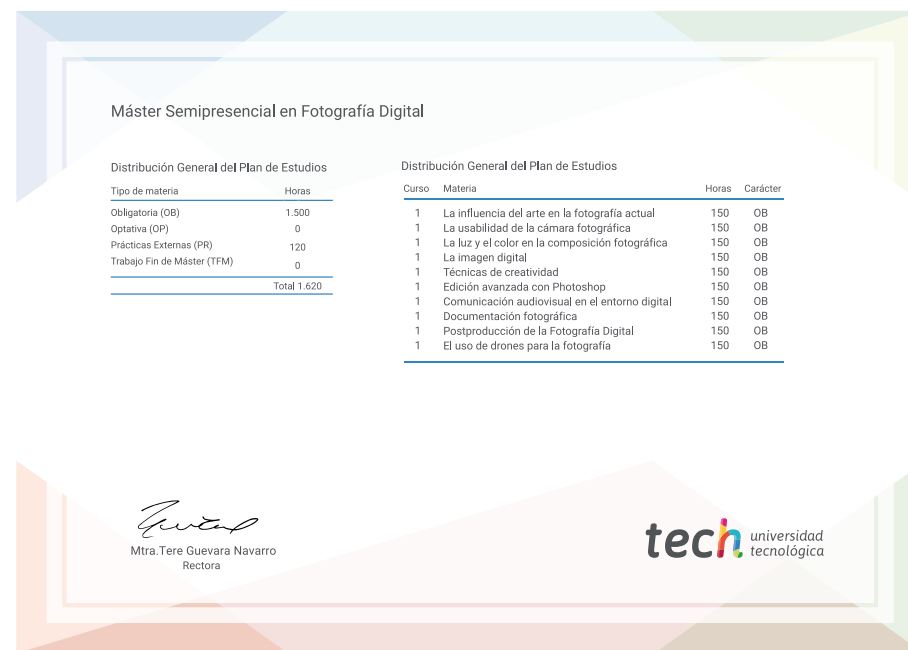 Máster Semipresencial en Fotografía Digital
Distribución General del Plan de Estudios
Tipo de materia Horas
Obligatoria (OB) 1.500
Optativa (OP) 0
Prácticas Externas (PR) 120
Trabajo Fin de Máster (TFM) 0
Total 1.620
Distribución General del Plan de Estudios
Curso Materia Horas Carácter
1 La influencia del arte en la fotografía actual 150 OB
1 La usabilidad de la cámara fotográfica 150 OB
1 La luz y el color en la composición fotográfica 150 OB
1 La imagen digital 150 OB
1 Técnicas de creatividad 150 OB
1 Edición avanzada con Photoshop 150 OB
1 Comunicación audiovisual en el entorno digital 150 OB
1 Documentación fotográfica 150 OB
1 Postproducción de la Fotografía Digital 150 OB
1 El uso de drones para la fotografía 150 OB
Mtra.Tere Guevara Navarro
Rectora
tech universidad
tecnológica